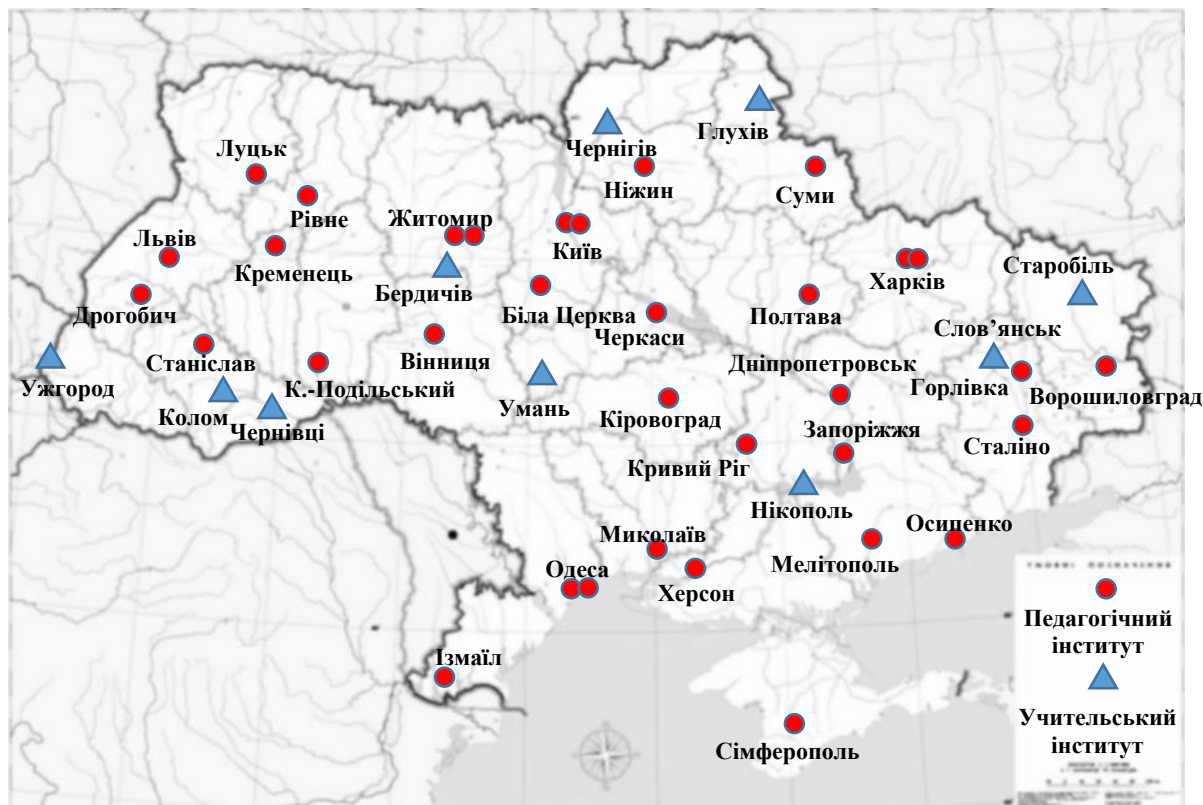 Глухів
Чернігів
Луцьк
Ніжин
Суми
Рівне
Житомир
Львів
Київ
Кременець
Харків
Старобіль
Бердичів
Дрогобич
Біла Церква
Полтава
Черкаси
Слов’янськ
Станіслав
Вінниця
Дніпропетровськ
Ужгород
К.-Подільський
Горлівка
Ворошиловград
Умань
Колом
Кіровоград
Чернівці
Запоріжжя
Сталіно
Кривий Ріг
Нікополь
Осипенко
Миколаїв
Мелітополь
Одеса
Херсон
Ізмаїл
Сімферополь
УМОВНІ ПОЗНАЧЕННЯ
Педагогічний
інститут
Учительський
інститут